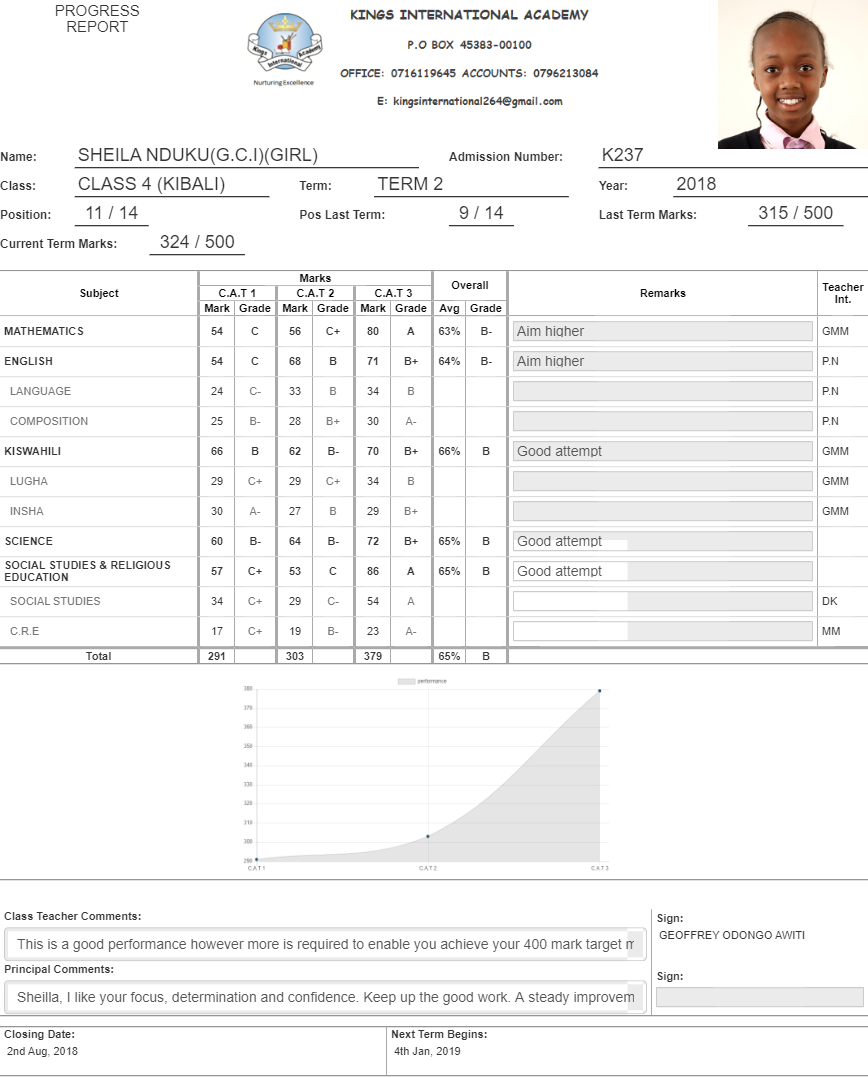 PROGRESS
REPORT
KINGS INTERNATIONAL ACADEMY
P.O BOX 45383-00100
OFFICE: 0716119645 ACCOUNTS: 0796213084
E: kingsinternational264@gmail.com
Kings International Academy
Nurturing Excellence
Name: SHEILA NDUKU(G.C.I)(GIRL) Admission Number: K237
Class: CLASS 4 (KIBALI) Term: TERM 2 Year: 2018
Position: 11 / 14 Pos Last Term: 9 / 14 Last Term Marks: 315 / 500
Current Term Marks: 324 / 500
Subject Marks Overall Remarks Teacher Int.
C.A.T 1 C.A.T 2 C.A.T 3
Mark Grade Mark Grade Mark Grade Avg Grade
MATHEMATICS 54 C 56 C+ 80 A 63% B- Aim higher GMM
ENGLISH 54 C 68 B 71 B+ 64% B- Aim higher P.N
LANGUAGE 24 C- 33 B 34 B P.N
COMPOSITION 25 B- 28 B+ 30 A- P.N
KISWAHILI 66 B 62 B- 70 B+ 66% B Good attempt GMM
LUGHA 29 C+ 29 C+ 34 B GMM
INSHA 30 A- 27 B 29 B+ GMM
SCIENCE 60 B- 64 B- 72 B+ 65% B Good attempt
SOCIAL STUDIES & RELIGIOUS
EDUCATION 57 C+ 53 C 86 A 65% B Good attempt
SOCIAL STUDIES 34 C+ 29 C- 54 A DK
C.R.E 17 C+ 19 B- 23 A- MM
Total 291 303 379 65% B
performance
380
370
360
350
340
330
320
310
300
290
CAT1 CAT2 CAT3
Class Teacher Comments:
This is a good performance however more is required to enable you achieve your 400 mark target m
Sign:
GEOFFREY ODONGO AWITI
Principal Comments:
Sheilla, I like your focus, determination and confidence. Keep up the good work. A steady improvem
Sign:
Closing Date: Next Term Begins:
2nd Aug, 2018 4th Jan, 2019